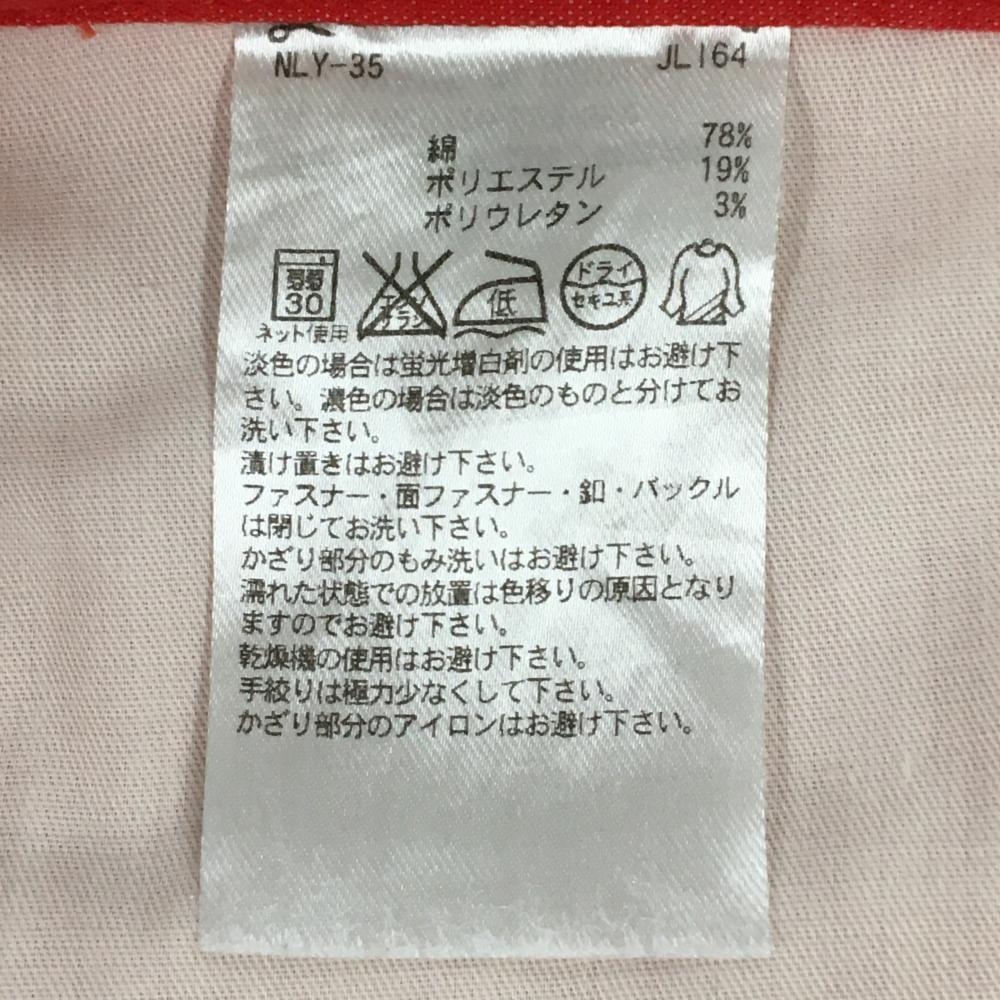 NLY-35 JL164
綿 78%
ポリエステル 19%
ポリウレタン 3%
30 エンソ サラシ 低 ドライ セキユ系
ネット使用
淡色の場合は蛍光増白剤の使用はお避け下
さい。濃色の場合は淡色のものと分けてお
洗い下さい。
漬け置きはお避け下さい。
ファスナー・面ファスナー・釦・バックル
は閉じてお洗い下さい。
かざり部分のもみ洗いはお避け下さい。
濡れた状態での放置は色移りの原因となり
ますのでお避け下さい。
乾燥機の使用はお避け下さい。
手絞りは極力少なくして下さい。
かざり部分のアイロンはお避け下さい。